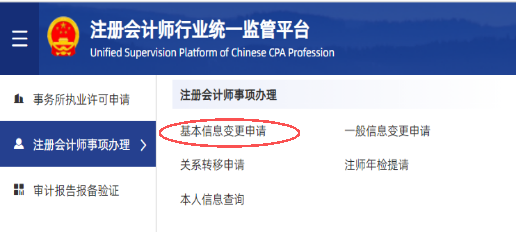 注册会计师行业统一监管平台
Unified Supervision Platform of Chinese CPA Profession
事务所执业许可申请
注册会计师事项办理
审计报告报备验证
注册会计师事项办理
基本信息变更申请 一般信息变更申请
关系转移申请 注师年检提请
本人信息查询